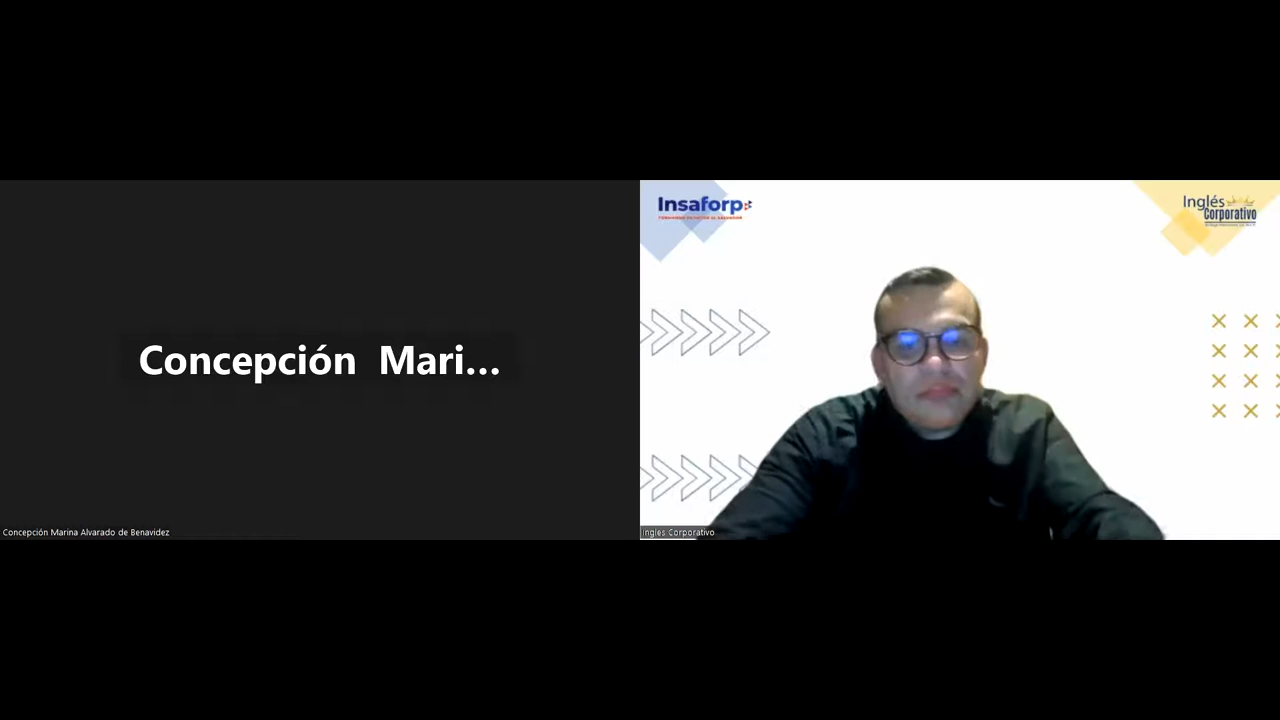 Concepción Mari...
Concepción Marina Alvarado de Benavidez
Insaforp
Inglés
Corporativo
Inglés Corporativo